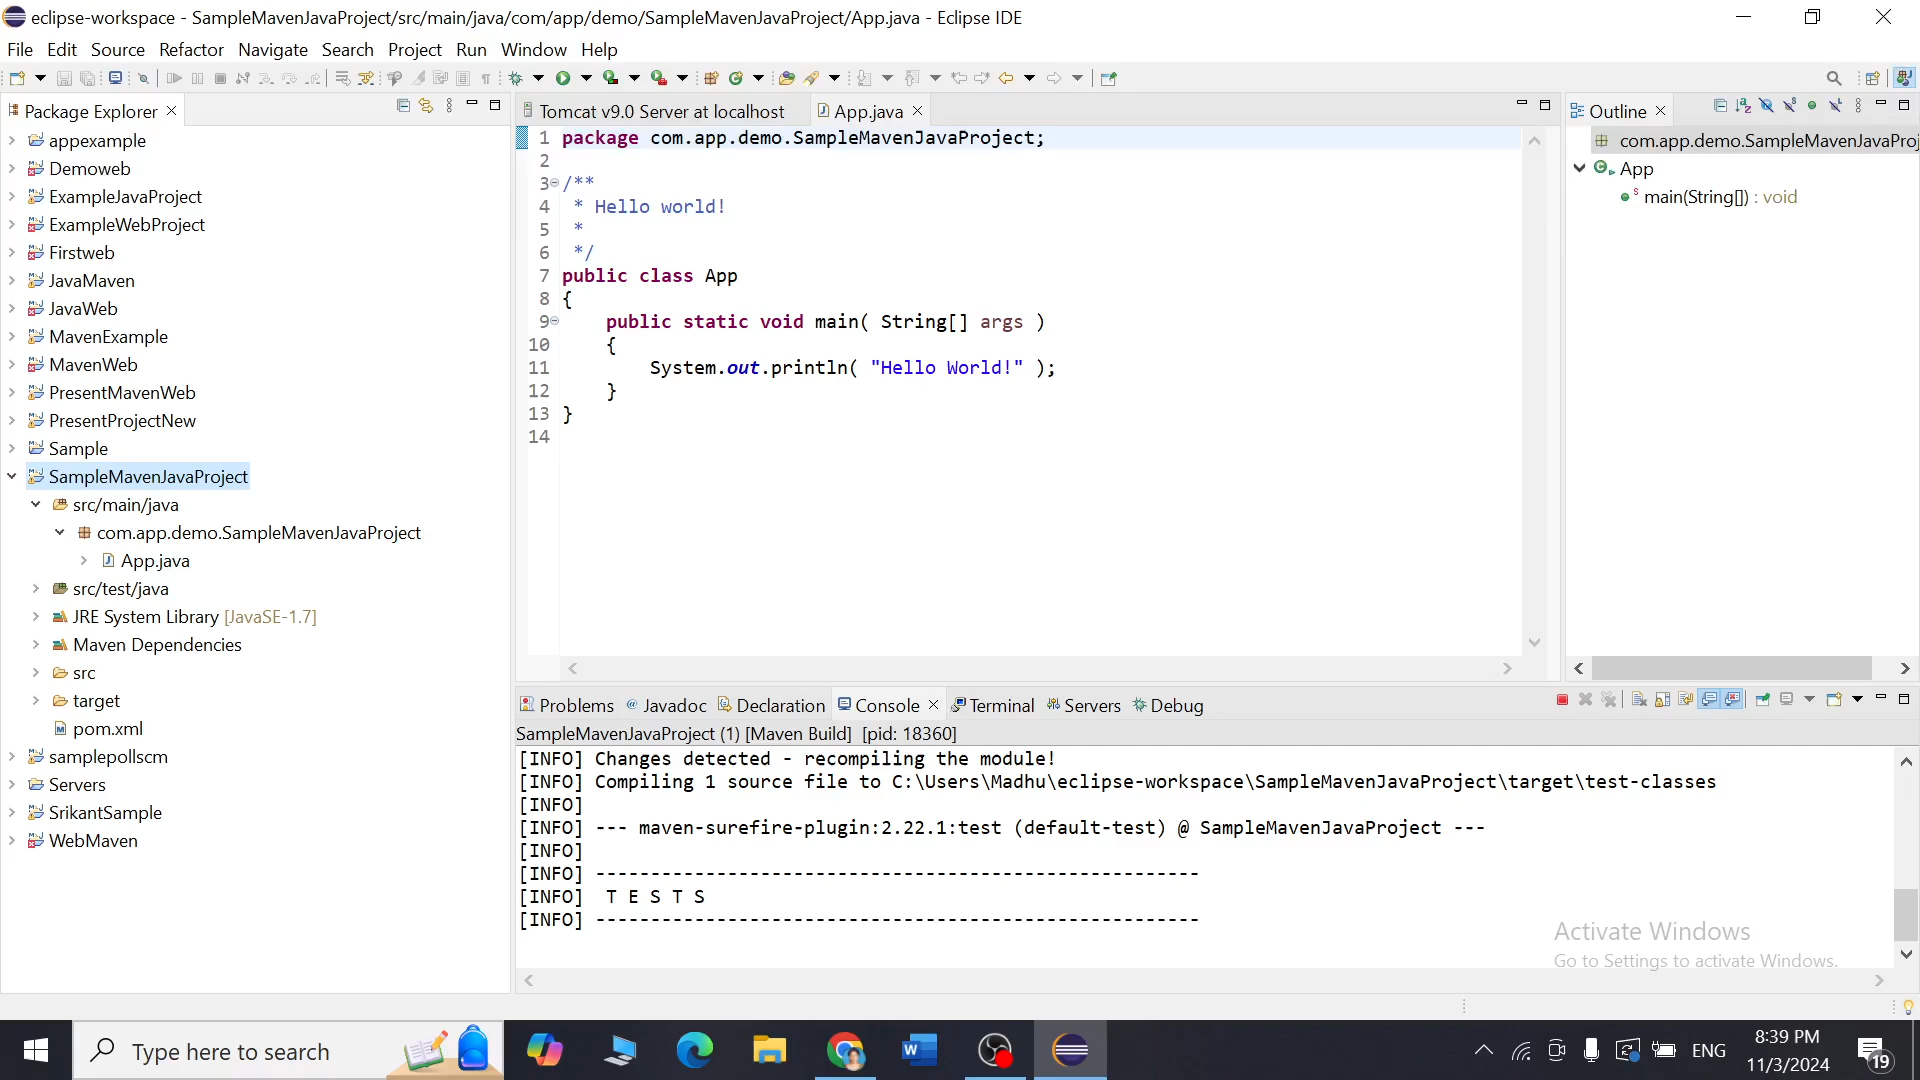 eclipse-workspace - SampleMavenJavaProject/src/main/java/com/app/demo/SampleMavenJavaProject/App.java - Eclipse IDE
File Edit Source Refactor Navigate Search Project Run Window Help
Package Explorer
appexample
Demoweb
ExampleJavaProject
ExampleWebProject
Firstweb
JavaMaven
JavaWeb
MavenExample
MavenWeb
PresentMavenWeb
PresentProjectNew
Sample
SampleMavenJavaProject
src/main/java
com.app.demo.SampleMavenJavaProject
App.java
src/test/java
JRE System Library [JavaSE-1.7]
Maven Dependencies
src
target
pom.xml
samplepollscm
Servers
SrikantSample
WebMaven
Tomcat v9.0 Server at localhost App.java
1 package com.app.demo.SampleMavenJavaProject;
2
3 /**
4 * Hello world!
5 *
6 */
7 public class App
8 {
9 public static void main( String[] args )
10 {
11 System.out.println( "Hello World!" );
12 }
13 }
14
Outline
com.app.demo.SampleMavenJavaProj
App
main(String[]) : void
Problems Javadoc Declaration Console Terminal Servers Debug
SampleMavenJavaProject (1) [Maven Build] [pid: 18360]
[INFO] Changes detected - recompiling the module!
[INFO] Compiling 1 source file to C:\Users\Madhu\eclipse-workspace\SampleMavenJavaProject\target\test-classes
[INFO]
[INFO] --- maven-surefire-plugin:2.22.1:test (default-test) @ SampleMavenJavaProject ---
[INFO]
[INFO] -------------------------------------------------------
[INFO]  T E S T S
[INFO] -------------------------------------------------------
Activate Windows
Go to Settings to activate Windows.
Type here to search
ENG
8:39 PM
11/3/2024
19